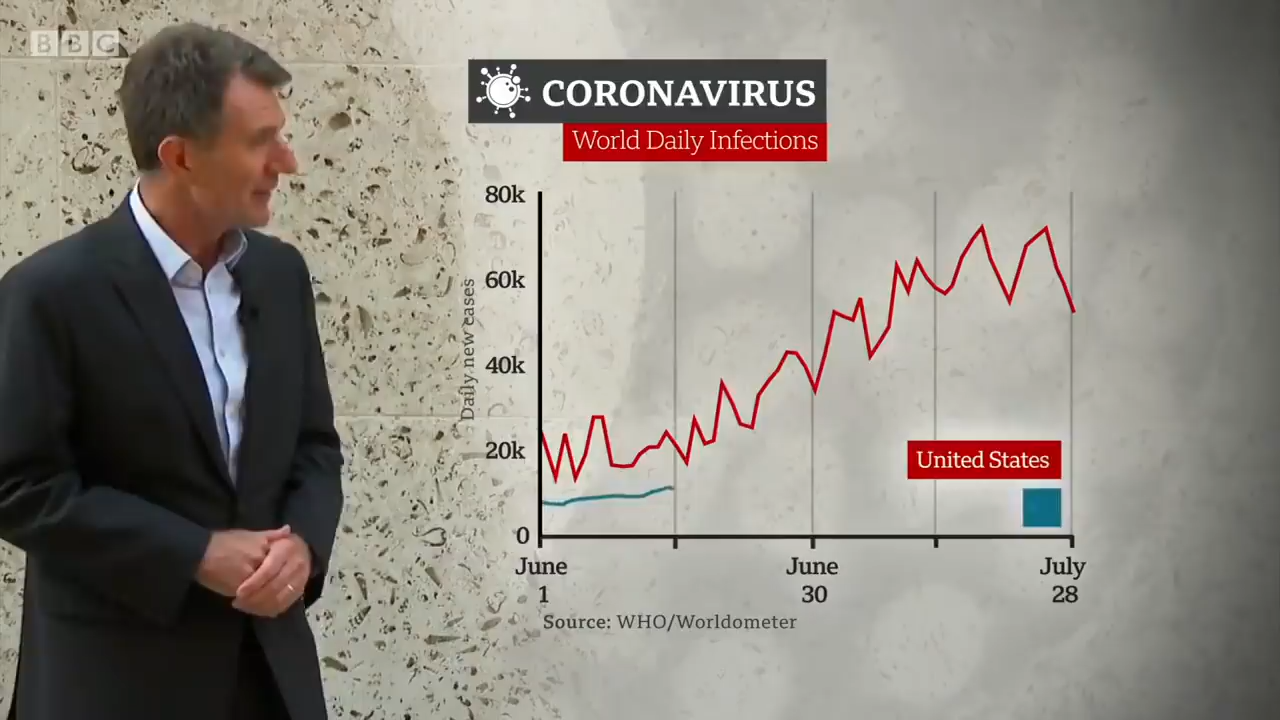 BBC
CORONAVIRUS
World Daily Infections
80k
60k
40k
20k
0
Daily new cases
United States
June
1
June
30
July
28
Source: WHO/Worldometer